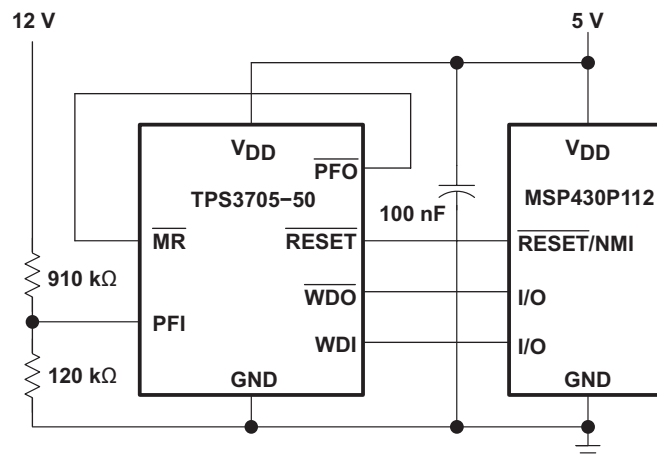 12 V
5 V
VDD
PFO
TPS3705−50
MR
RESET
910 kΩ
WDO
PFI
WDI
120 kΩ
GND
100 nF
VDD
MSP430P112
RESET/NMI
I/O
I/O
GND